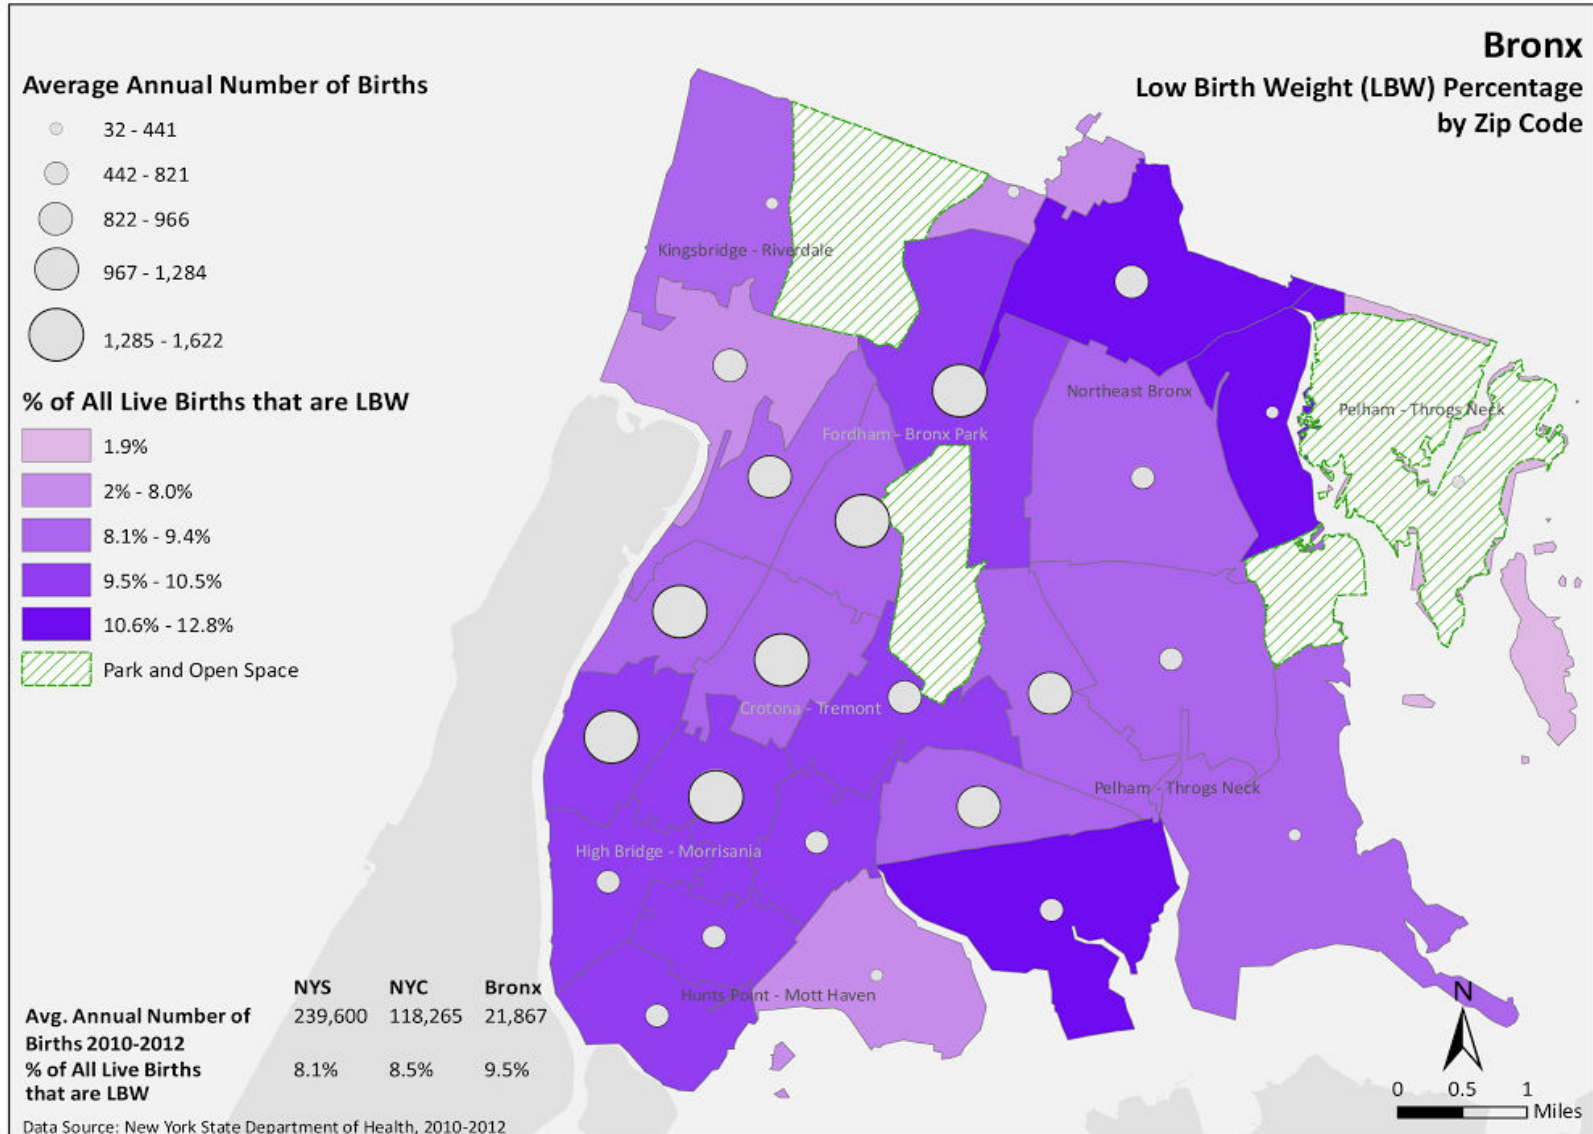 Bronx
Low Birth Weight (LBW) Percentage
by Zip Code
Average Annual Number of Births
32 - 441
442 - 821
822 - 966
967 - 1,284
1,285 - 1,622
% of All Live Births that are LBW
1.9%
2% - 8.0%
8.1% - 9.4%
9.5% - 10.5%
10.6% - 12.8%
Park and Open Space
Kingsbridge - Riverdale
Northeast Bronx
Pelham - Throgs Neck
Fordham - Bronx Park
Crotona - Tremont
Pelham - Throgs Neck
High Bridge - Morrisania
Hunts Point - Mott Haven
NYS NYC Bronx
Avg. Annual Number of 239,600 118,265 21,867
Births 2010-2012
% of All Live Births 8.1% 8.5% 9.5%
that are LBW
Data Source: New York State Department of Health, 2010-2012
N
0 0.5 1
Miles